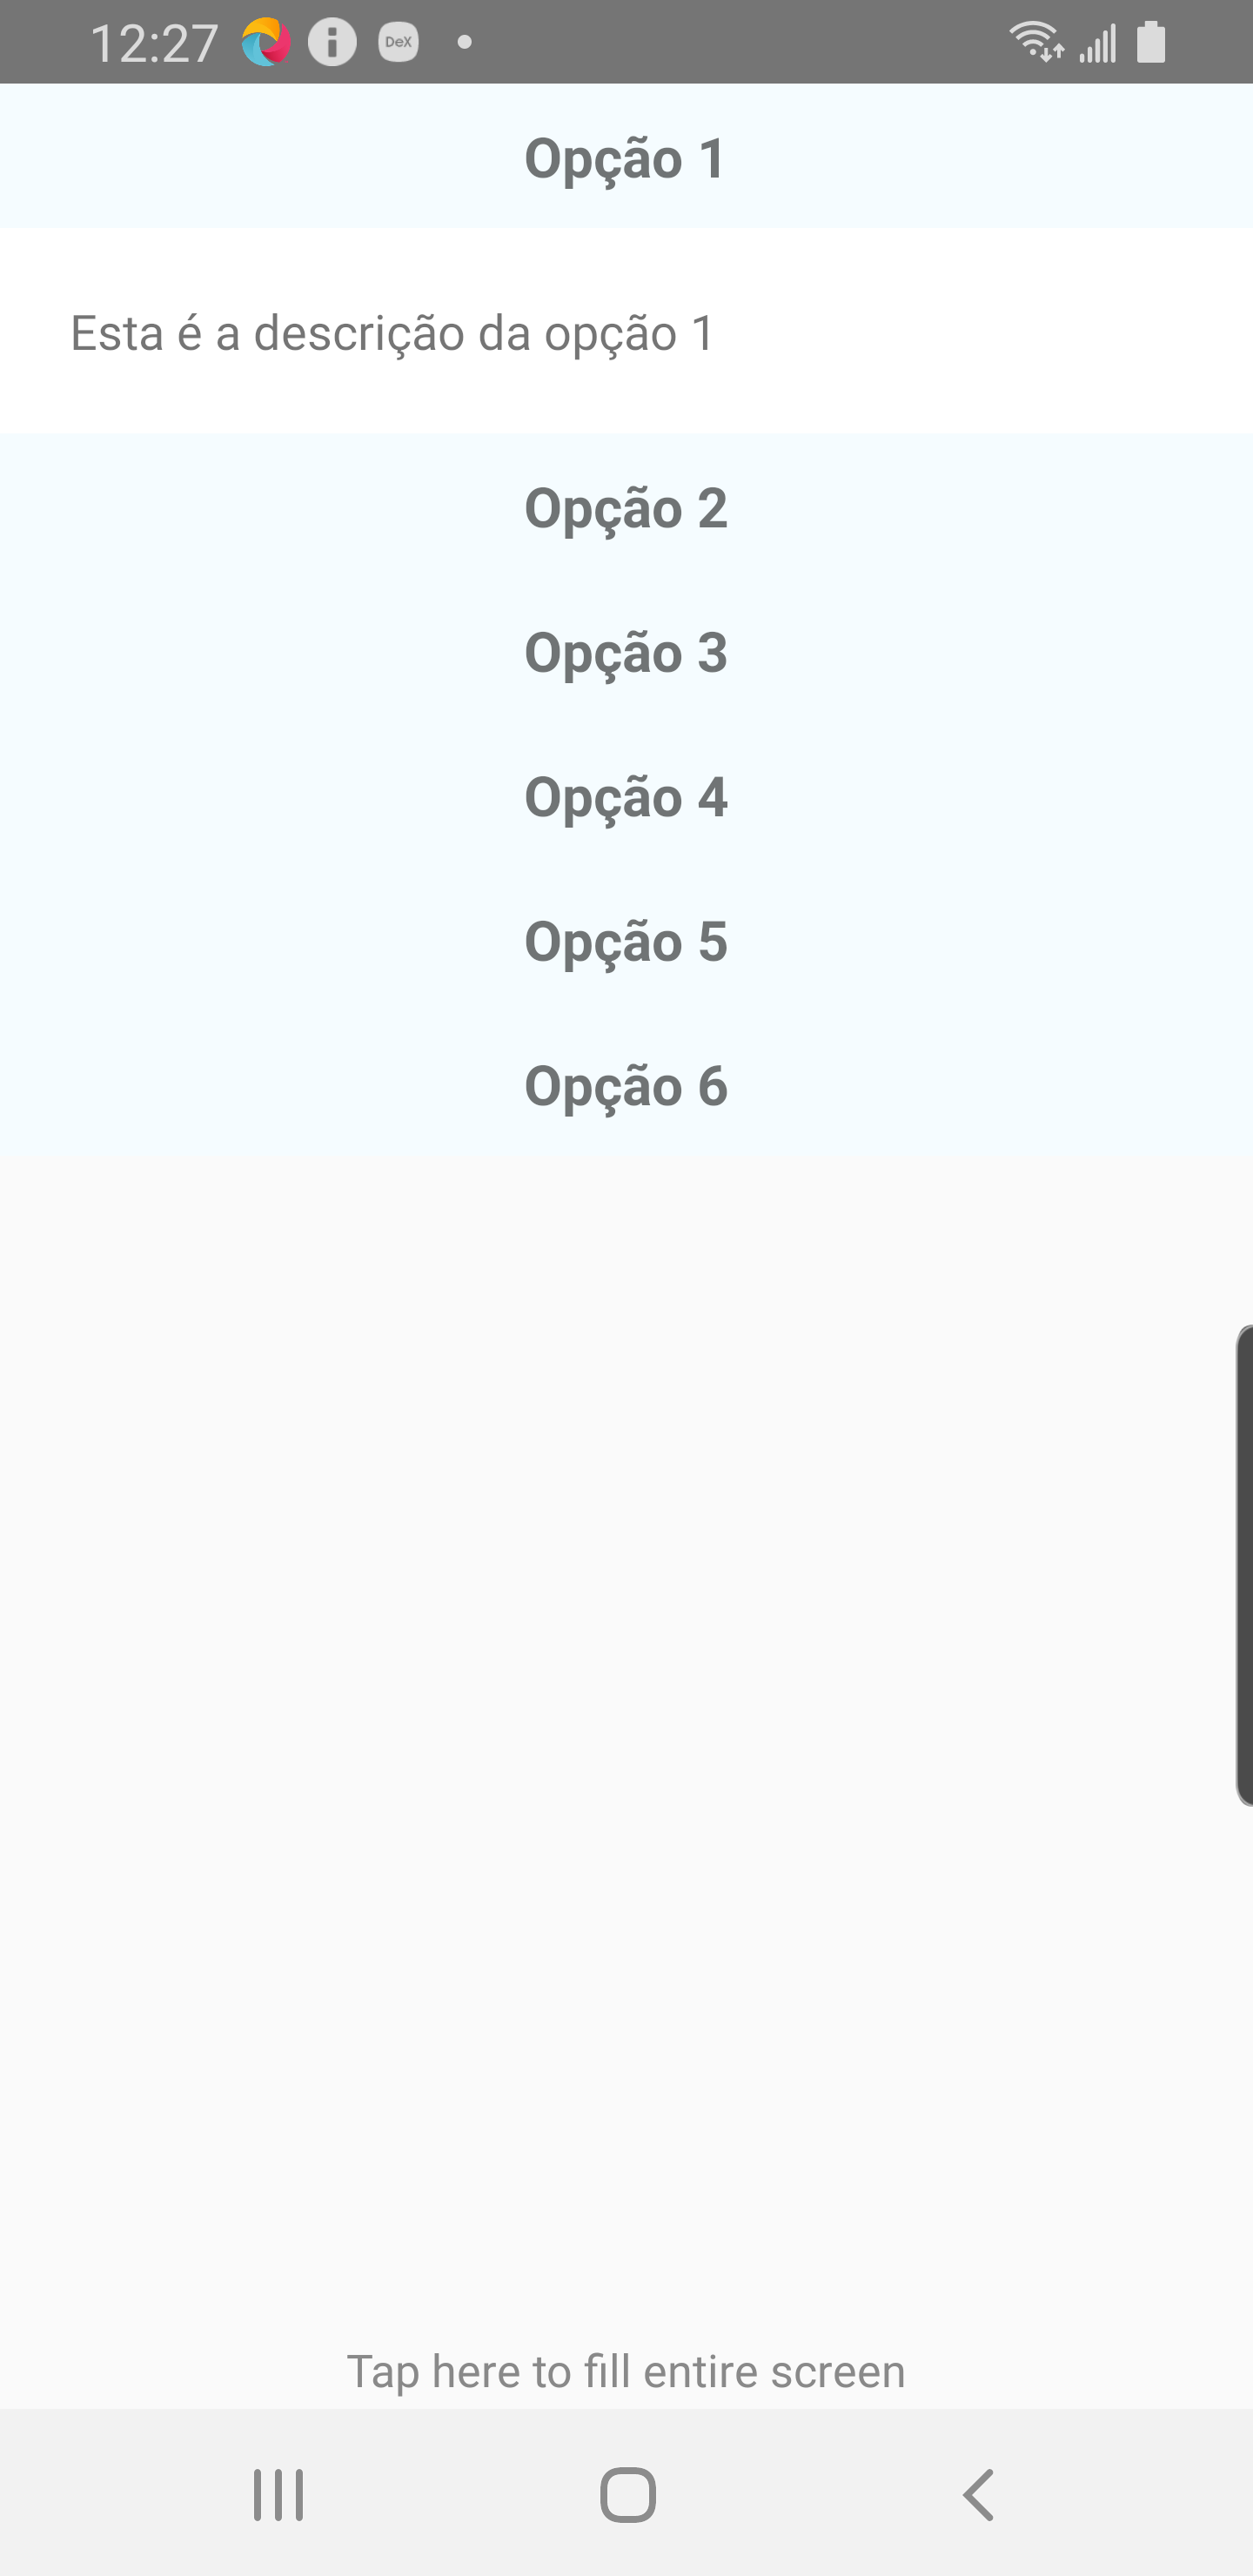 12:27 DeX
Opção 1
Esta é a descrição da opção 1
Opção 2
Opção 3
Opção 4
Opção 5
Opção 6
Tap here to fill entire screen